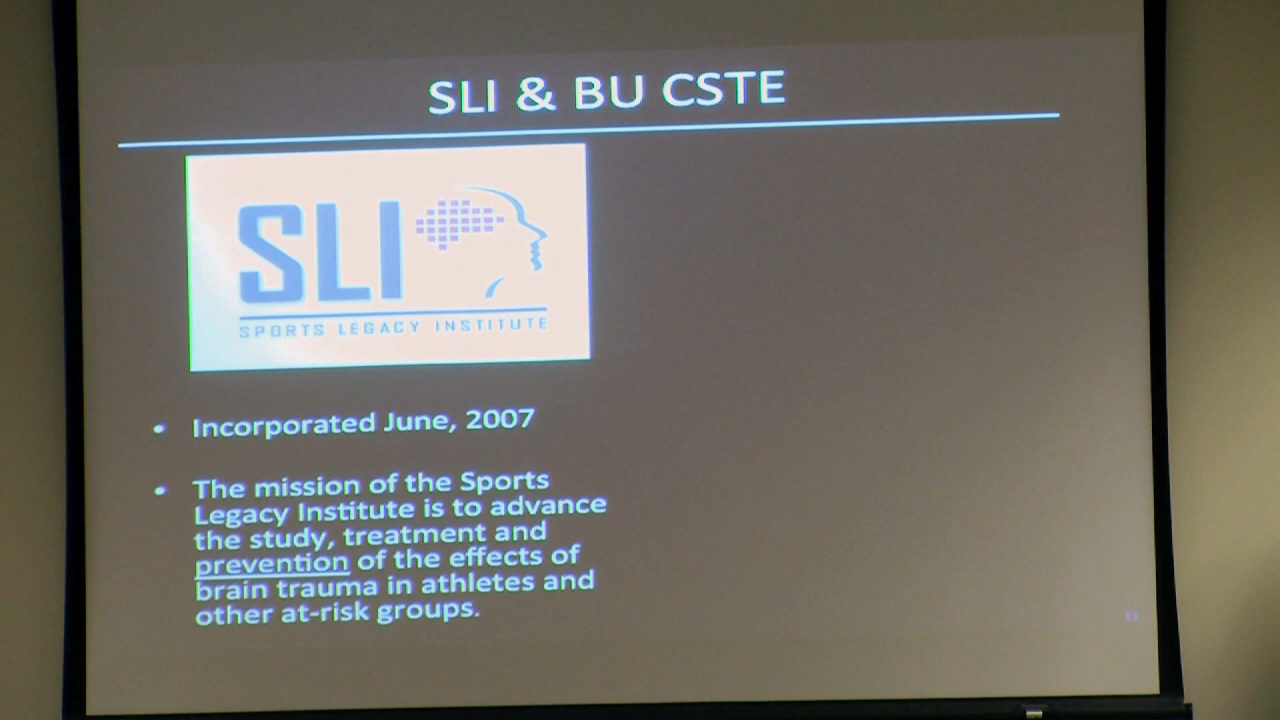 SLI & BU CSTE
SLI
SPORTS LEGACY INSTITUTE
• Incorporated June, 2007
• The mission of the Sports
Legacy Institute is to advance
the study, treatment and
prevention of the effects of
brain trauma in athletes and
other at-risk groups.